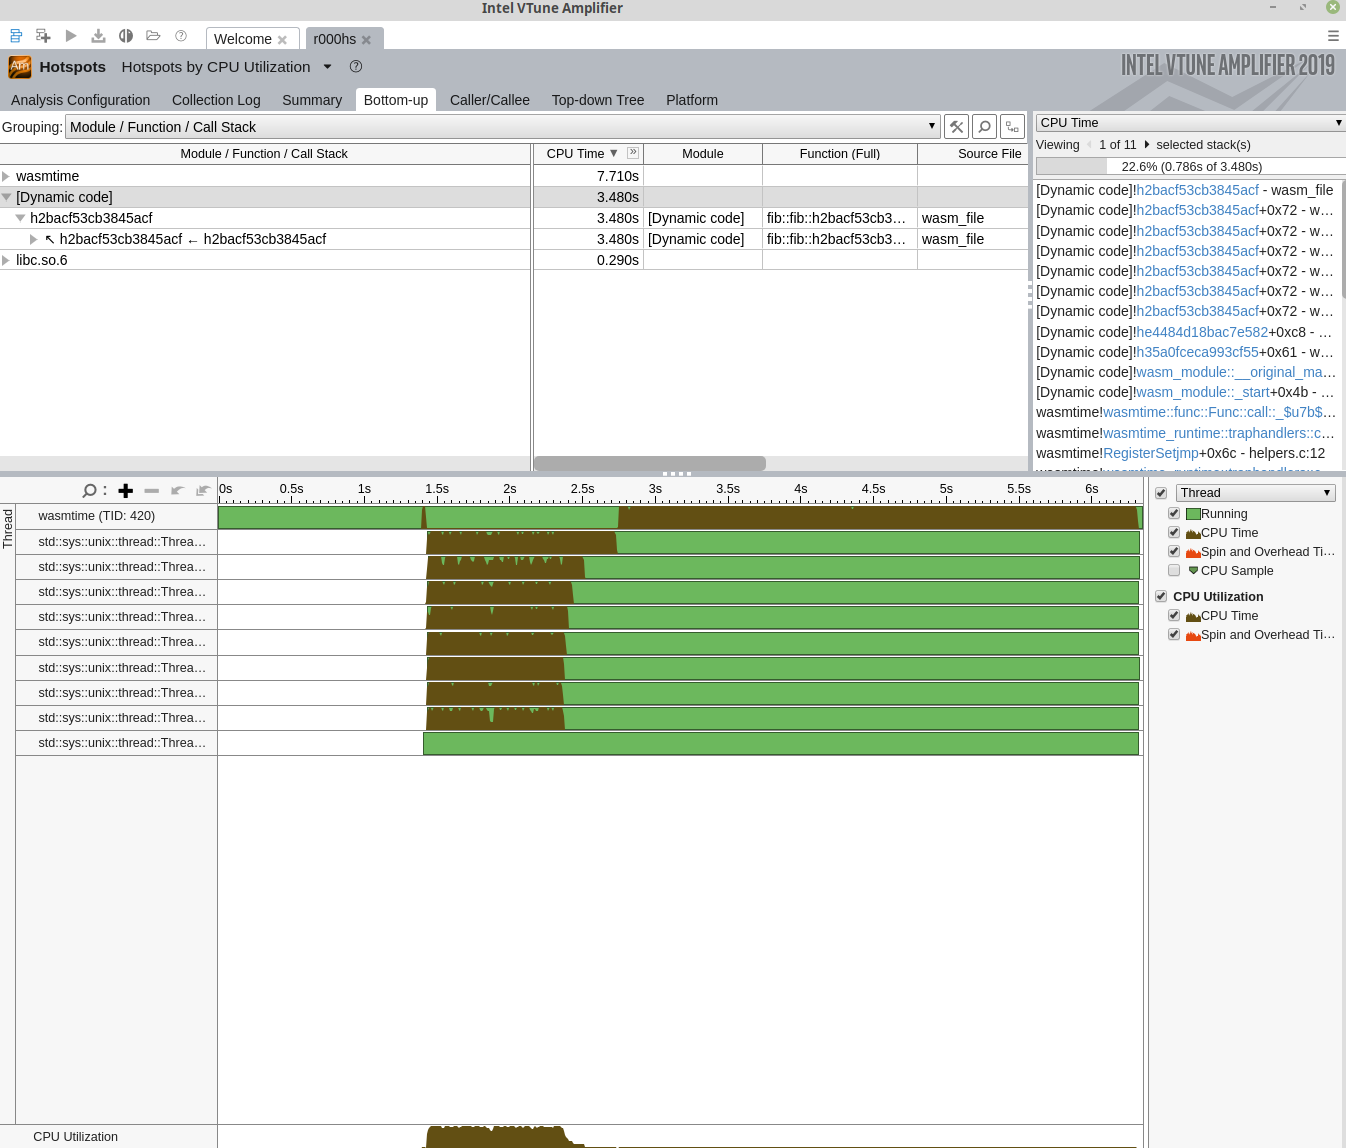 Intel VTune Amplifier
Welcome
r000hs
Hotspots Hotspots by CPU Utilization
INTEL VTUNE AMPLIFIER 2019
Analysis Configuration Collection Log Summary Bottom-up Caller/Callee Top-down Tree Platform
Grouping: Module / Function / Call Stack
Module / Function / Call Stack CPU Time Module Function (Full) Source File
wasmtime 7.710s
[Dynamic code] 3.480s
h2bacf53cb3845acf 3.480s [Dynamic code] fib::fib::h2bacf53cb3... wasm_file
↖ h2bacf53cb3845acf ← h2bacf53cb3845acf 3.480s [Dynamic code] fib::fib::h2bacf53cb3... wasm_file
libc.so.6 0.290s
CPU Time
Viewing 1 of 11 selected stack(s)
22.6% (0.786s of 3.480s)
[Dynamic code]!h2bacf53cb3845acf - wasm_file
[Dynamic code]!h2bacf53cb3845acf+0x72 - w...
[Dynamic code]!h2bacf53cb3845acf+0x72 - w...
[Dynamic code]!h2bacf53cb3845acf+0x72 - w...
[Dynamic code]!h2bacf53cb3845acf+0x72 - w...
[Dynamic code]!h2bacf53cb3845acf+0x72 - w...
[Dynamic code]!h2bacf53cb3845acf+0x72 - w...
[Dynamic code]!he4484d18bac7e582+0xc8 - ...
[Dynamic code]!h35a0fceca993cf55+0x61 - w...
[Dynamic code]!wasm_module::__original_ma...
[Dynamic code]!wasm_module::_start+0x4b - ...
wasmtime!wasmtime::func::Func::call::_$u7b$...
wasmtime!wasmtime_runtime::traphandlers::c...
wasmtime!RegisterSetjmp+0x6c - helpers.c:12
0s 0.5s 1s 1.5s 2s 2.5s 3s 3.5s 4s 4.5s 5s 5.5s 6s
Thread
wasmtime (TID: 420)
std::sys::unix::thread::Threa...
std::sys::unix::thread::Threa...
std::sys::unix::thread::Threa...
std::sys::unix::thread::Threa...
std::sys::unix::thread::Threa...
std::sys::unix::thread::Threa...
std::sys::unix::thread::Threa...
std::sys::unix::thread::Threa...
std::sys::unix::thread::Threa...
CPU Utilization
Thread
Running
CPU Time
Spin and Overhead Ti...
CPU Sample
CPU Utilization
CPU Time
Spin and Overhead Ti...